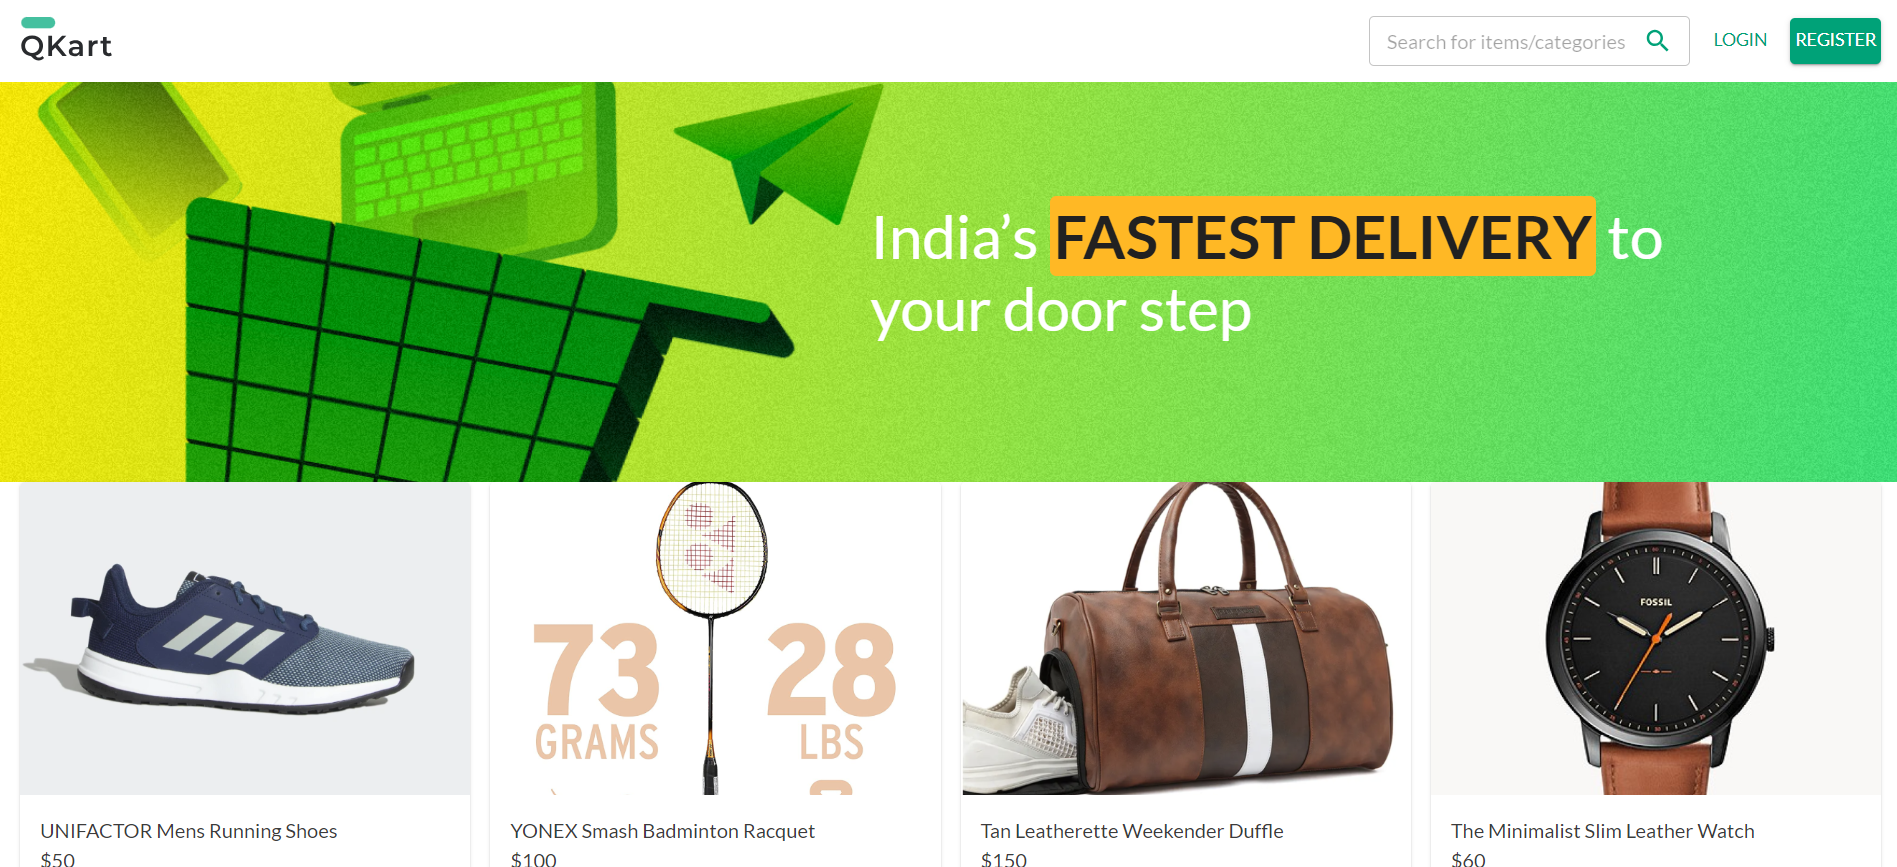 QKart
Search for items/categories
LOGIN
REGISTER
India’s FASTEST DELIVERY to
your door step
73
GRAMS
28
LBS
FOSSIL
UNIFACTOR Mens Running Shoes
$50
YONEX Smash Badminton Racquet
$100
Tan Leatherette Weekender Duffle
$150
The Minimalist Slim Leather Watch
$60